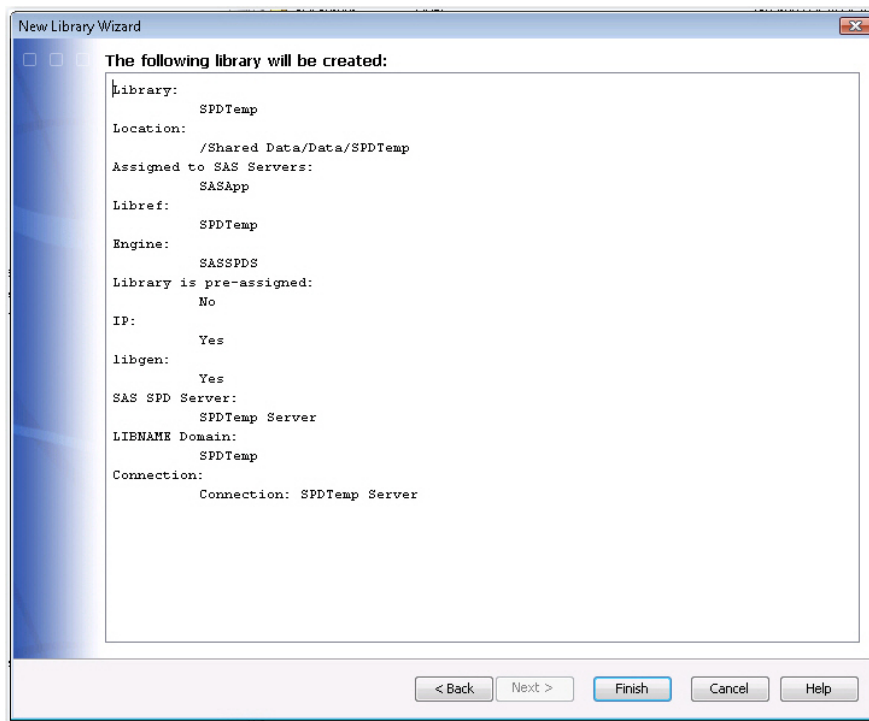 New Library Wizard
The following library will be created:
Library:
SPDTemp
Location:
/Shared Data/Data/SPDTemp
Assigned to SAS Servers:
SASApp
Libref:
SPDTemp
Engine:
SASSPDS
Library is pre-assigned:
No
IP:
Yes
libgen:
Yes
SAS SPD Server:
SPDTemp Server
LIBNAME Domain:
SPDTemp
Connection:
Connection: SPDTemp Server
< Back Next > Finish Cancel Help